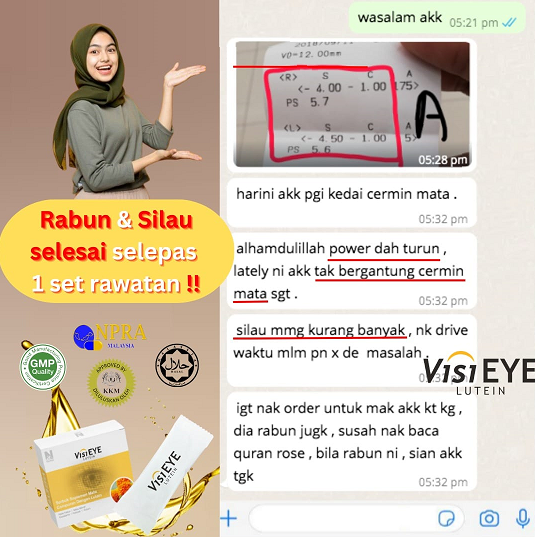 wasalam akk
05:21 pm
VD=12.00mm
<R> S C A
<- 4.00 - 1.00 175>
PS 5.7
<L> S C A
<- 4.50 - 1.00 5>
PS 5.6
A
05:28 pm
harini akk pgi kedai cermin mata .
05:32 pm
alhamdulillah power dah turun ,
lately ni akk tak bergantung cermin
mata sgt .
05:32 pm
silau mmg kurang banyak , nk drive
waktu mlm pn x de masalah .
igt nak order untuk mak akk kt kg ,
dia rabun jugk , susah nak baca
quran rose , bila rabun ni , sian akk
tgk
05:32 pm
Rabun & Silau
selesai selepas
1 set rawatan !!
NPRA
MALAYSIA
GMP
Quality
APPROVED BY
KKM
DILULUSKAN OLEH
HALAL
VISIEYE
LUTEIN
VISIEYE
LUTEIN
VISIEYE
LUTEIN